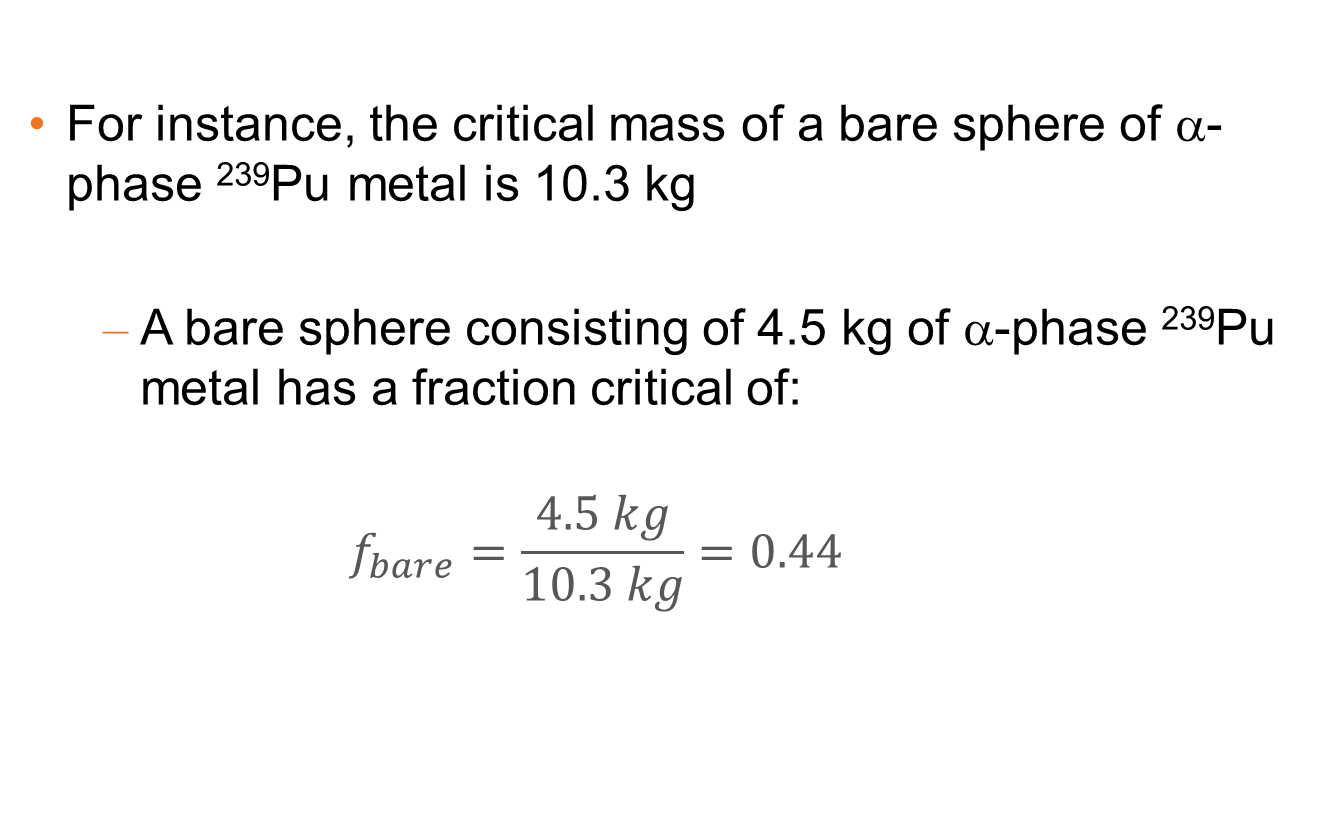 • For instance, the critical mass of a bare sphere of α-
phase ²³⁹Pu metal is 10.3 kg
– A bare sphere consisting of 4.5 kg of α-phase ²³⁹Pu
metal has a fraction critical of:
f_bare = 4.5 kg / 10.3 kg = 0.44